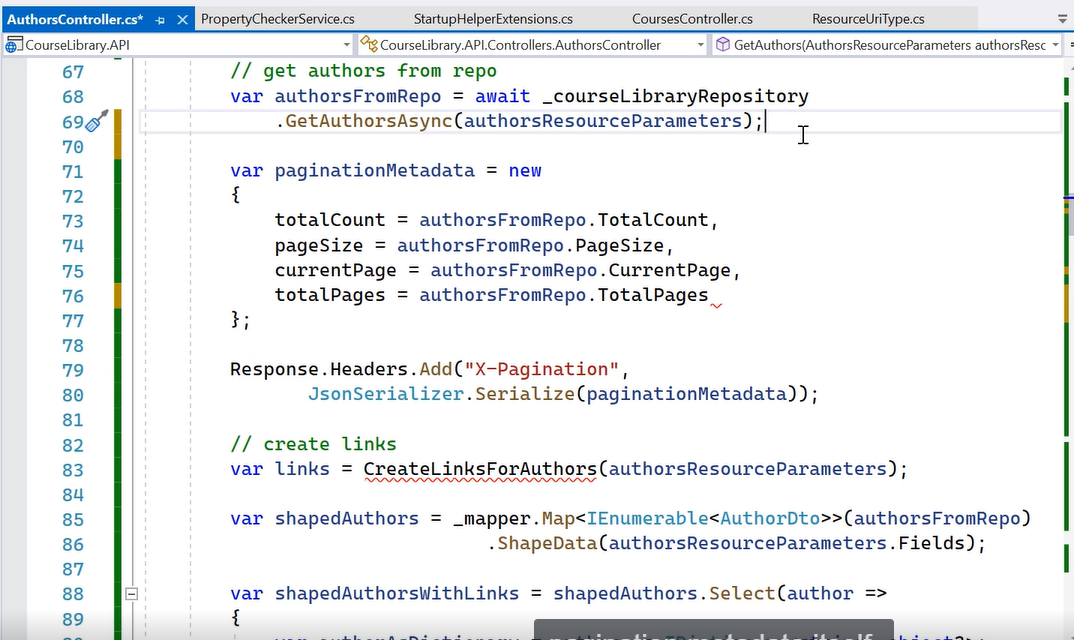 AuthorsController.cs*
PropertyCheckerService.cs
StartupHelperExtensions.cs
CoursesController.cs
ResourceUriType.cs
CourseLibrary.API
CourseLibrary.API.Controllers.AuthorsController
GetAuthors(AuthorsResourceParameters authorsResc
67 // get authors from repo
68 var authorsFromRepo = await _courseLibraryRepository
69 .GetAuthorsAsync(authorsResourceParameters);
70
71 var paginationMetadata = new
72 {
73 totalCount = authorsFromRepo.TotalCount,
74 pageSize = authorsFromRepo.PageSize,
75 currentPage = authorsFromRepo.CurrentPage,
76 totalPages = authorsFromRepo.TotalPages
77 };
78
79 Response.Headers.Add("X-Pagination",
80 JsonSerializer.Serialize(paginationMetadata));
81
82 // create links
83 var links = CreateLinksForAuthors(authorsResourceParameters);
84
85 var shapedAuthors = _mapper.Map<IEnumerable<AuthorDto>>(authorsFromRepo)
86 .ShapeData(authorsResourceParameters.Fields);
87
88 var shapedAuthorsWithLinks = shapedAuthors.Select(author =>
89 {